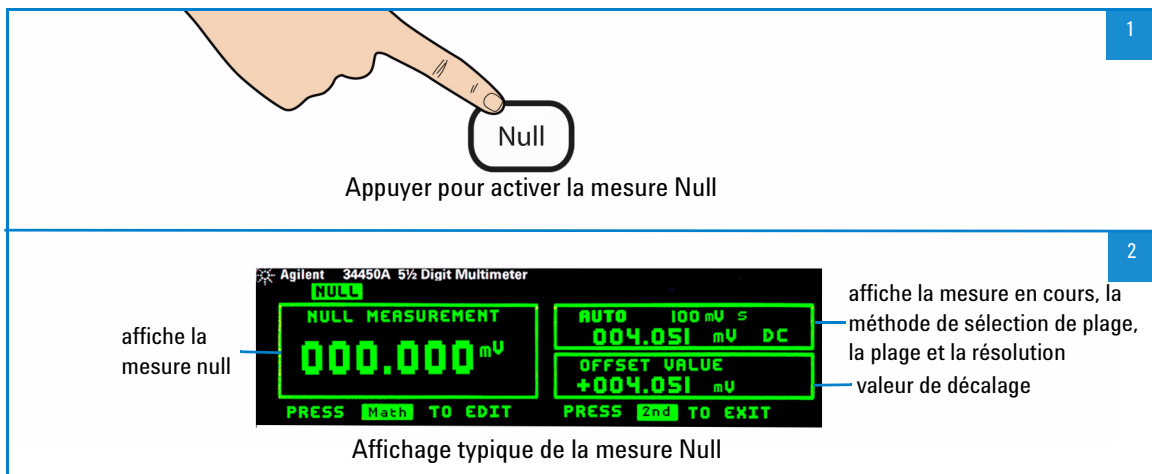 1
Null
Appuyer pour activer la mesure Null
2
Agilent 34450A 5½ Digit Multimeter
NULL
NULL MEASUREMENT
000.000 mV
PRESS Math TO EDIT
AUTO 100 mV S
004.051 mV DC
OFFSET VALUE
+004.051 mV
PRESS 2nd TO EXIT
affiche la
mesure null
affiche la mesure en cours, la
méthode de sélection de plage,
la plage et la résolution
valeur de décalage
Affichage typique de la mesure Null